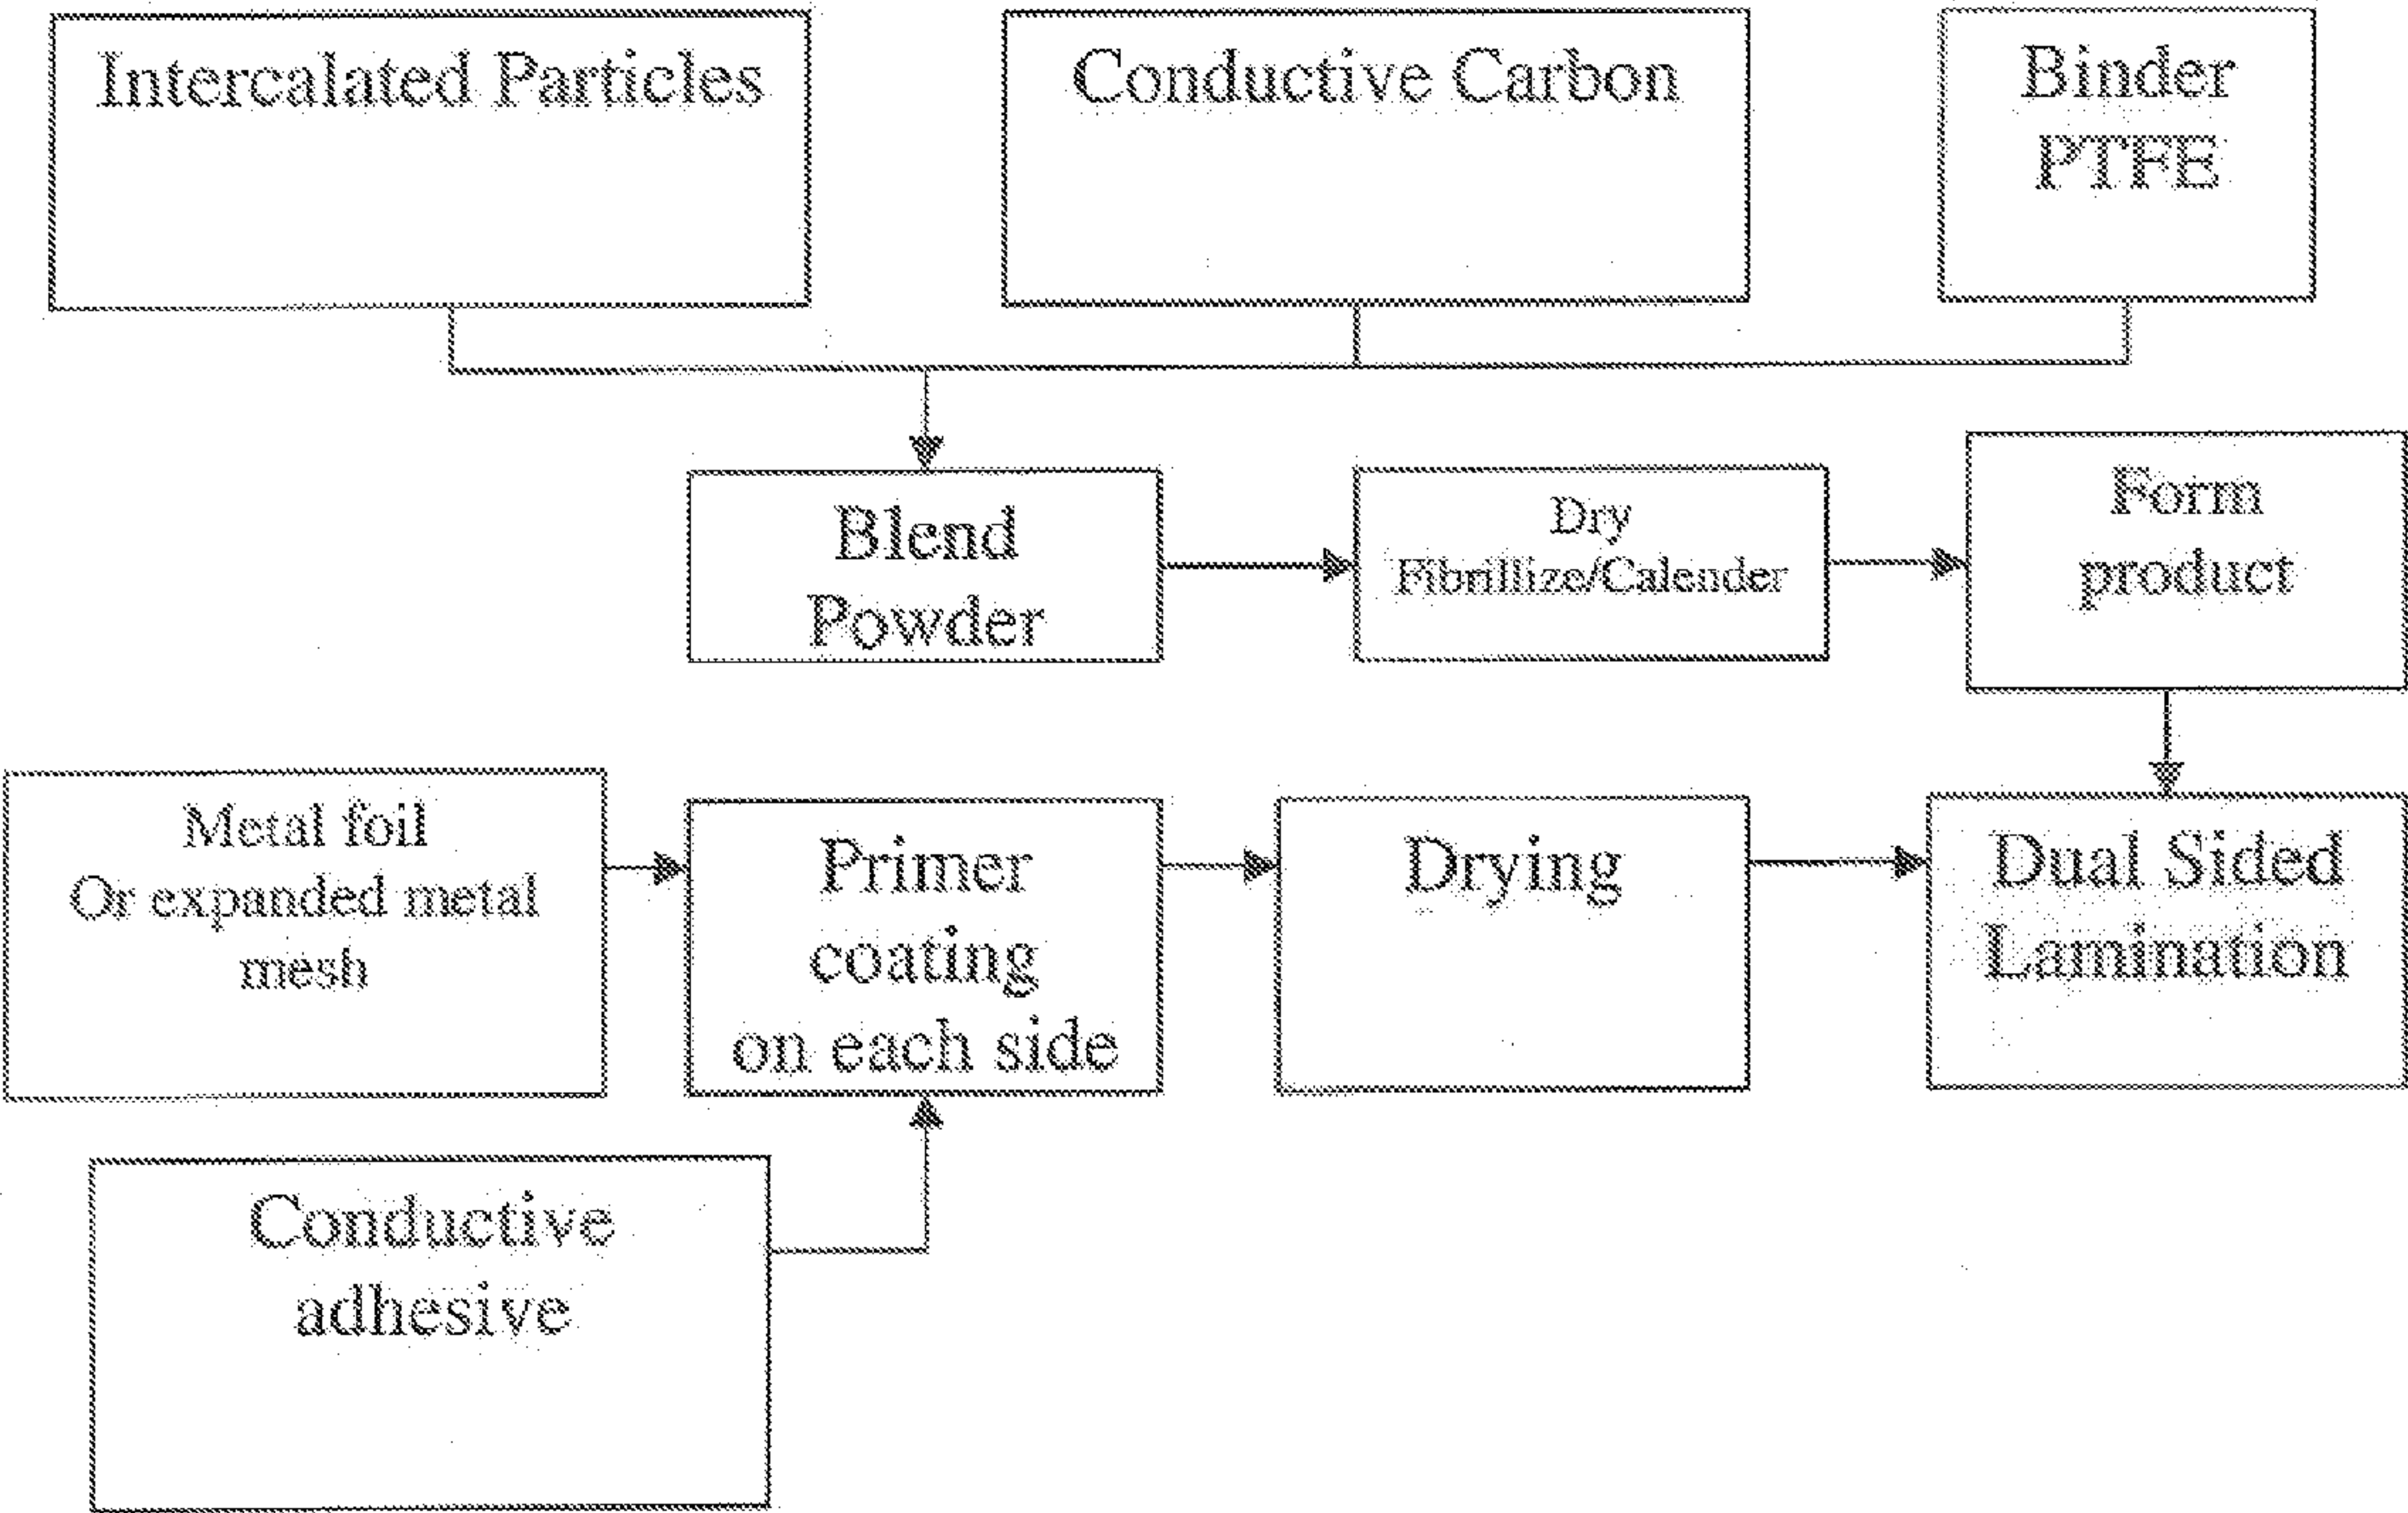 Intercalated Particles
Conductive Carbon
Binder
PTFE
Blend
Powder
Dry
Fibrillize/Calender
Form
product
Metal foil
Or expanded metal
mesh
Primer
coating
on each side
Drying
Dual Sided
Lamination
Conductive
adhesive